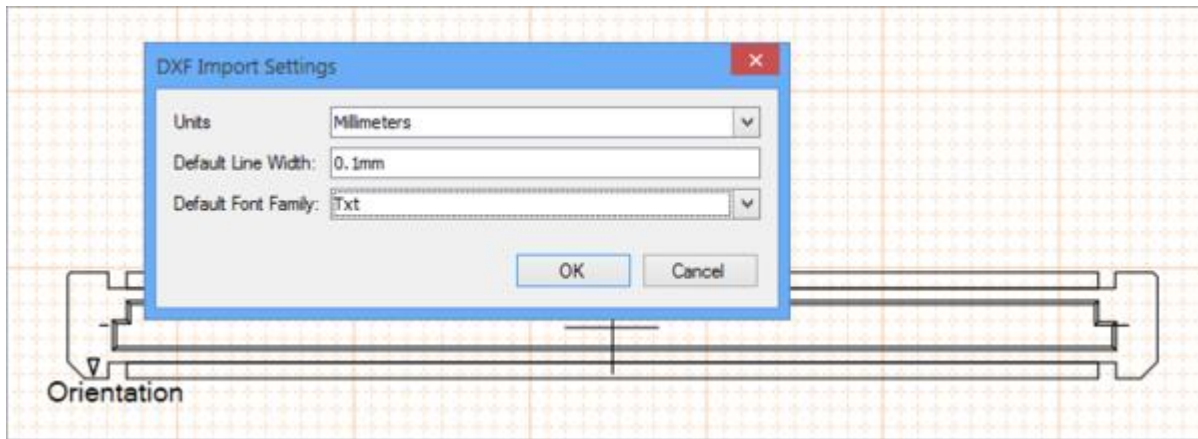 DXF Import Settings
Units Millimeters
Default Line Width: 0.1mm
Default Font Family: Txt
OK Cancel
Orientation